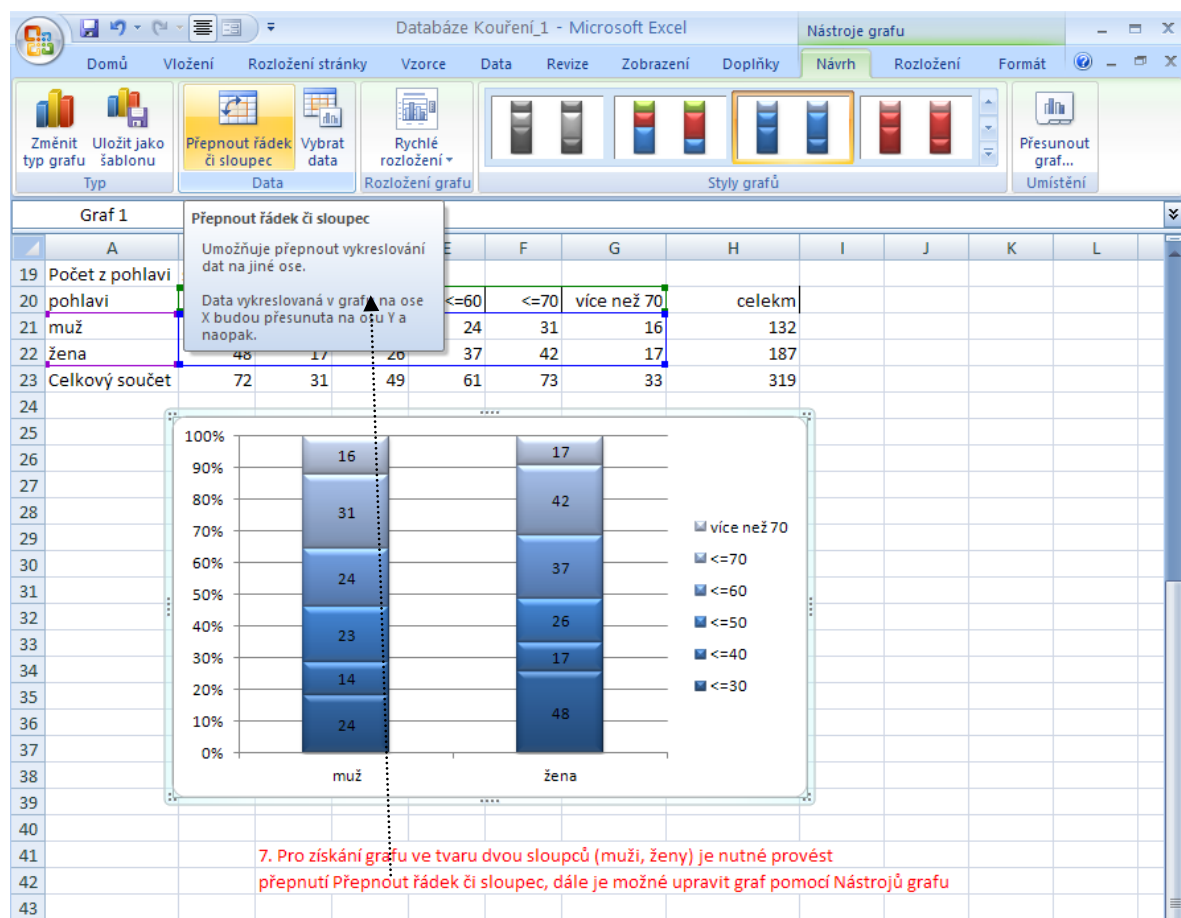 Databáze Kouření_1 - Microsoft Excel
Nástroje grafu
Domů Vložení Rozložení stránky Vzorce Data Revize Zobrazení Doplňky Návrh Rozložení Formát
Změnit typ grafu
Uložit jako šablonu
Přepnout řádek či sloupec
Vybrat data
Rychlé rozložení
Přesunout graf...
Typ Data Rozložení grafu Styly grafů Umístění
Graf 1
Přepnout řádek či sloupec
Umožňuje přepnout vykreslování
dat na jiné ose.
Data vykreslovaná v grafu na ose
X budou přesunuta na osu Y a
naopak.
A E F G H I J K L
19 Počet z pohlavi
20 pohlavi <=60 <=70 více než 70 celekm
21 muž 24 31 16 132
22 žena 48 17 26 37 42 17 187
23 Celkový součet 72 31 49 61 73 33 319
24
25
26
27
28
29
30
31
32
33
34
35
36
37
38
39
40
41
42
43
100%
90%
80%
70%
60%
50%
40%
30%
20%
10%
0%
16
31
24
23
14
24
17
42
37
26
17
48
muž žena
více než 70
<=70
<=60
<=50
<=40
<=30
7. Pro získání grafu ve tvaru dvou sloupců (muži, ženy) je nutné provést
přepnutí Přepnout řádek či sloupec, dále je možné upravit graf pomocí Nástrojů grafu